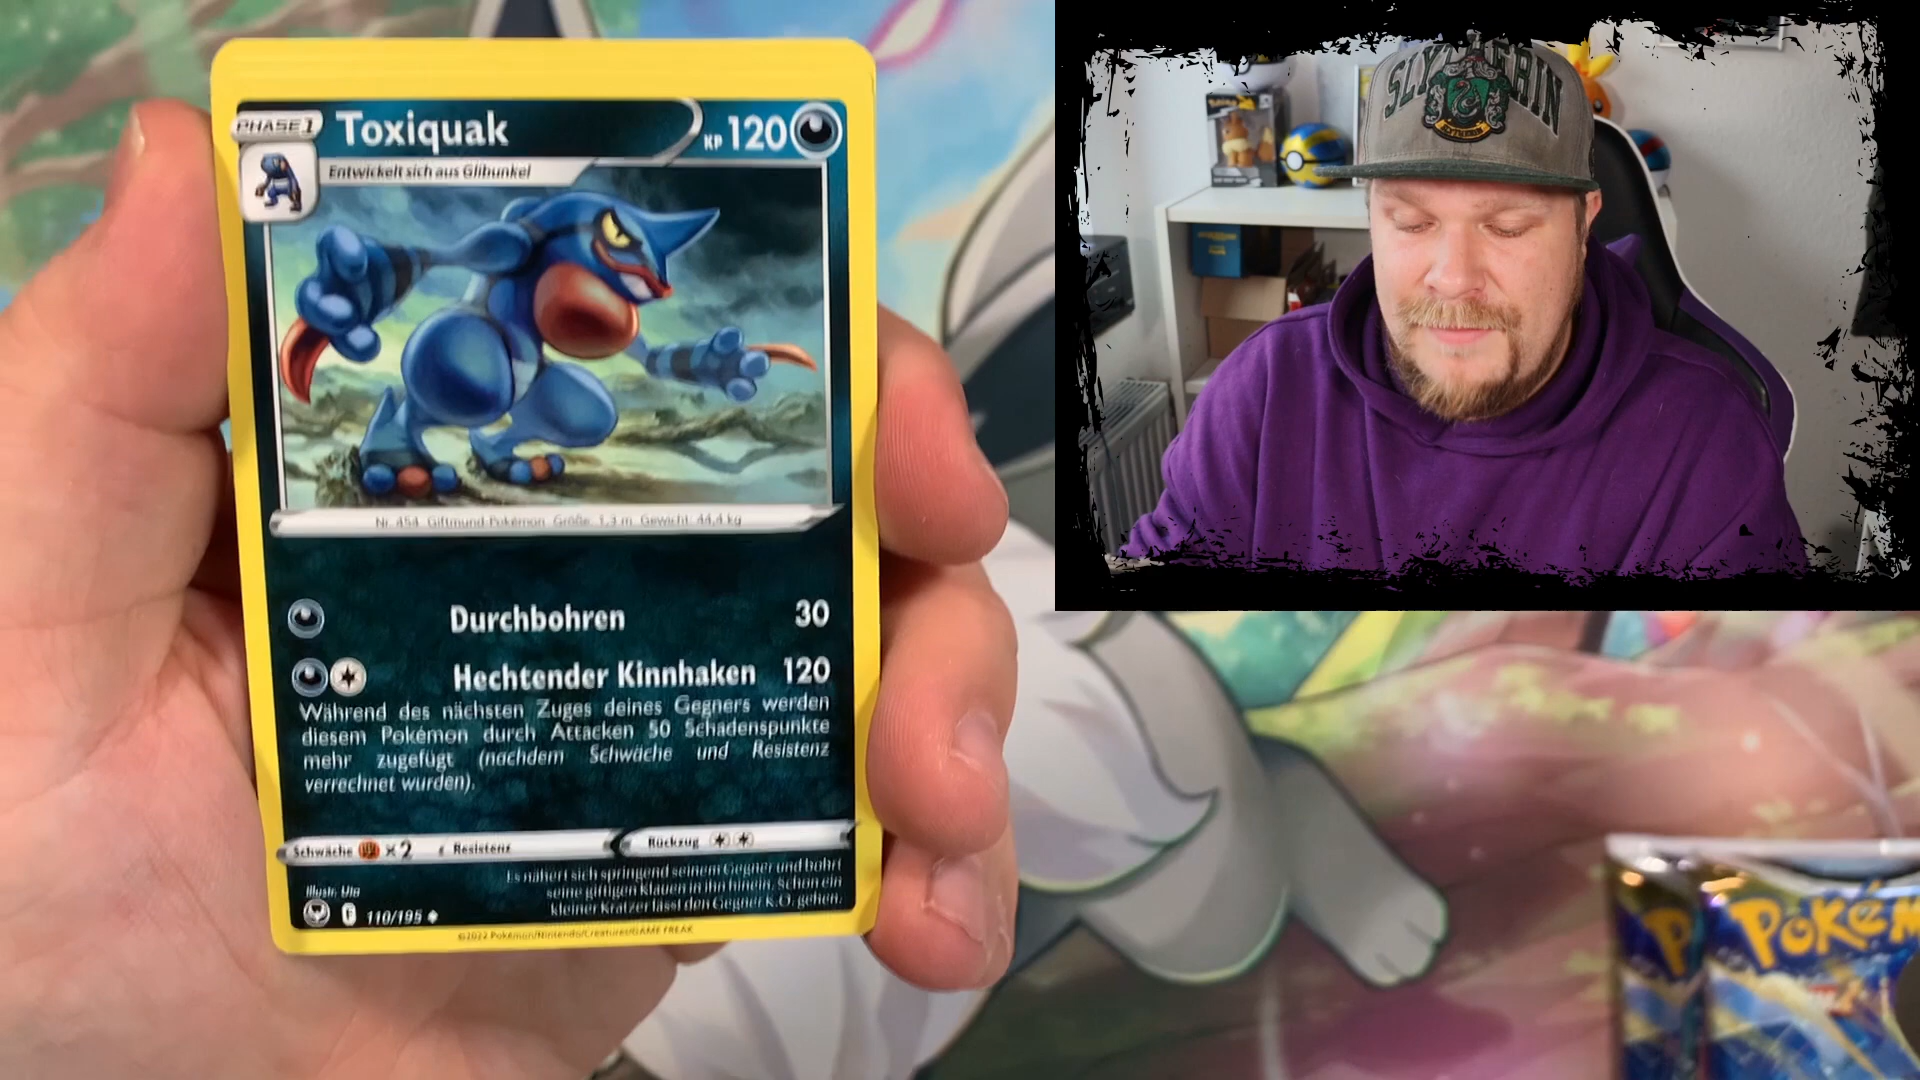 PHASE 1
Toxiquak
KP 120
Entwickelt sich aus Glibunkel
Nr. 454 Giftmund-Pokémon Größe: 1,3 m Gewicht: 44,4 kg
Durchbohren 30
Hechtender Kinnhaken 120
Während des nächsten Zuges deines Gegners werden
diesem Pokémon durch Attacken 50 Schadenspunkte
mehr zugefügt (nachdem Schwäche und Resistenz
verrechnet wurden).
Schwäche x2 Resistenz Rückzug
Es nähert sich springend seinem Gegner und bohrt
seine giftigen Klauen in ihn hinein. Schon ein
kleiner Kratzer lässt den Gegner K.O. gehen.
Illustr. Uta
F 110/195
©2022 Pokémon/Nintendo/Creatures/GAME FREAK
SLYTHERIN
SLYTHERIN
P
POKÉM